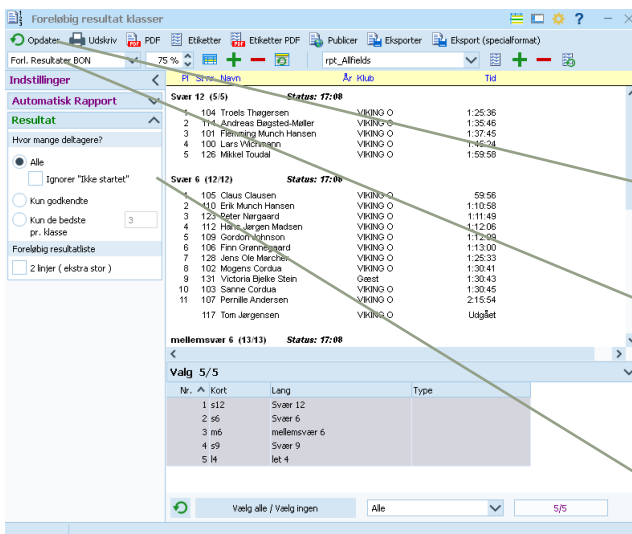 Foreløbig resultat klasser
Opdater Udskriv PDF Etiketter Etiketter PDF Publicer Eksporter Eksport (specialformat)
Forl. Resultater BON 75 % rpt_Allfields
Indstillinger
Automatisk Rapport
Resultat
Hvor mange deltagere?
Alle
Ignorer "Ikke startet"
Kun godkendte
Kun de bedste 3
pr. klasse
Foreløbig resultatliste
2 linjer ( ekstra stor )
Pl Navn År Klub Tid
Svær 12 (5/5) Status: 17:08
1 104 Troels Thøgersen VIKING O 1:25:36
2 114 Andreas Bøgsted-Møller VIKING O 1:35:46
3 101 Flemming Munch Hansen VIKING O 1:37:45
4 100 Lars Wichmann VIKING O 1:45:24
5 126 Mikkel Toudal VIKING O 1:59:58
Svær 6 (12/12) Status: 17:08
1 105 Claus Clausen VIKING O 59:56
2 110 Erik Munch Hansen VIKING O 1:10:58
3 123 Peter Nørgaard VIKING O 1:11:49
4 112 Hans Jørgen Madsen VIKING O 1:12:06
5 109 Gordon Johnson VIKING O 1:12:09
6 106 Finn Grønnegaard VIKING O 1:13:00
7 128 Jens Ole Marcher VIKING O 1:25:33
8 102 Mogens Cordua VIKING O 1:30:41
9 131 Victoria Bjelke Stein Gæst 1:30:43
10 103 Sanne Cordua VIKING O 1:30:45
11 107 Pernille Andersen VIKING O 2:15:54
117 Tom Jørgensen VIKING O Udgået
mellemsvær 6 (13/13) Status: 17:08
Valg 5/5
Nr. Kort Lang Type
1 s12 Svær 12
2 s6 Svær 6
3 m6 mellemsvær 6
4 s9 Svær 9
5 l4 let 4
Vælg alle / Vælg ingen Alle 5/5